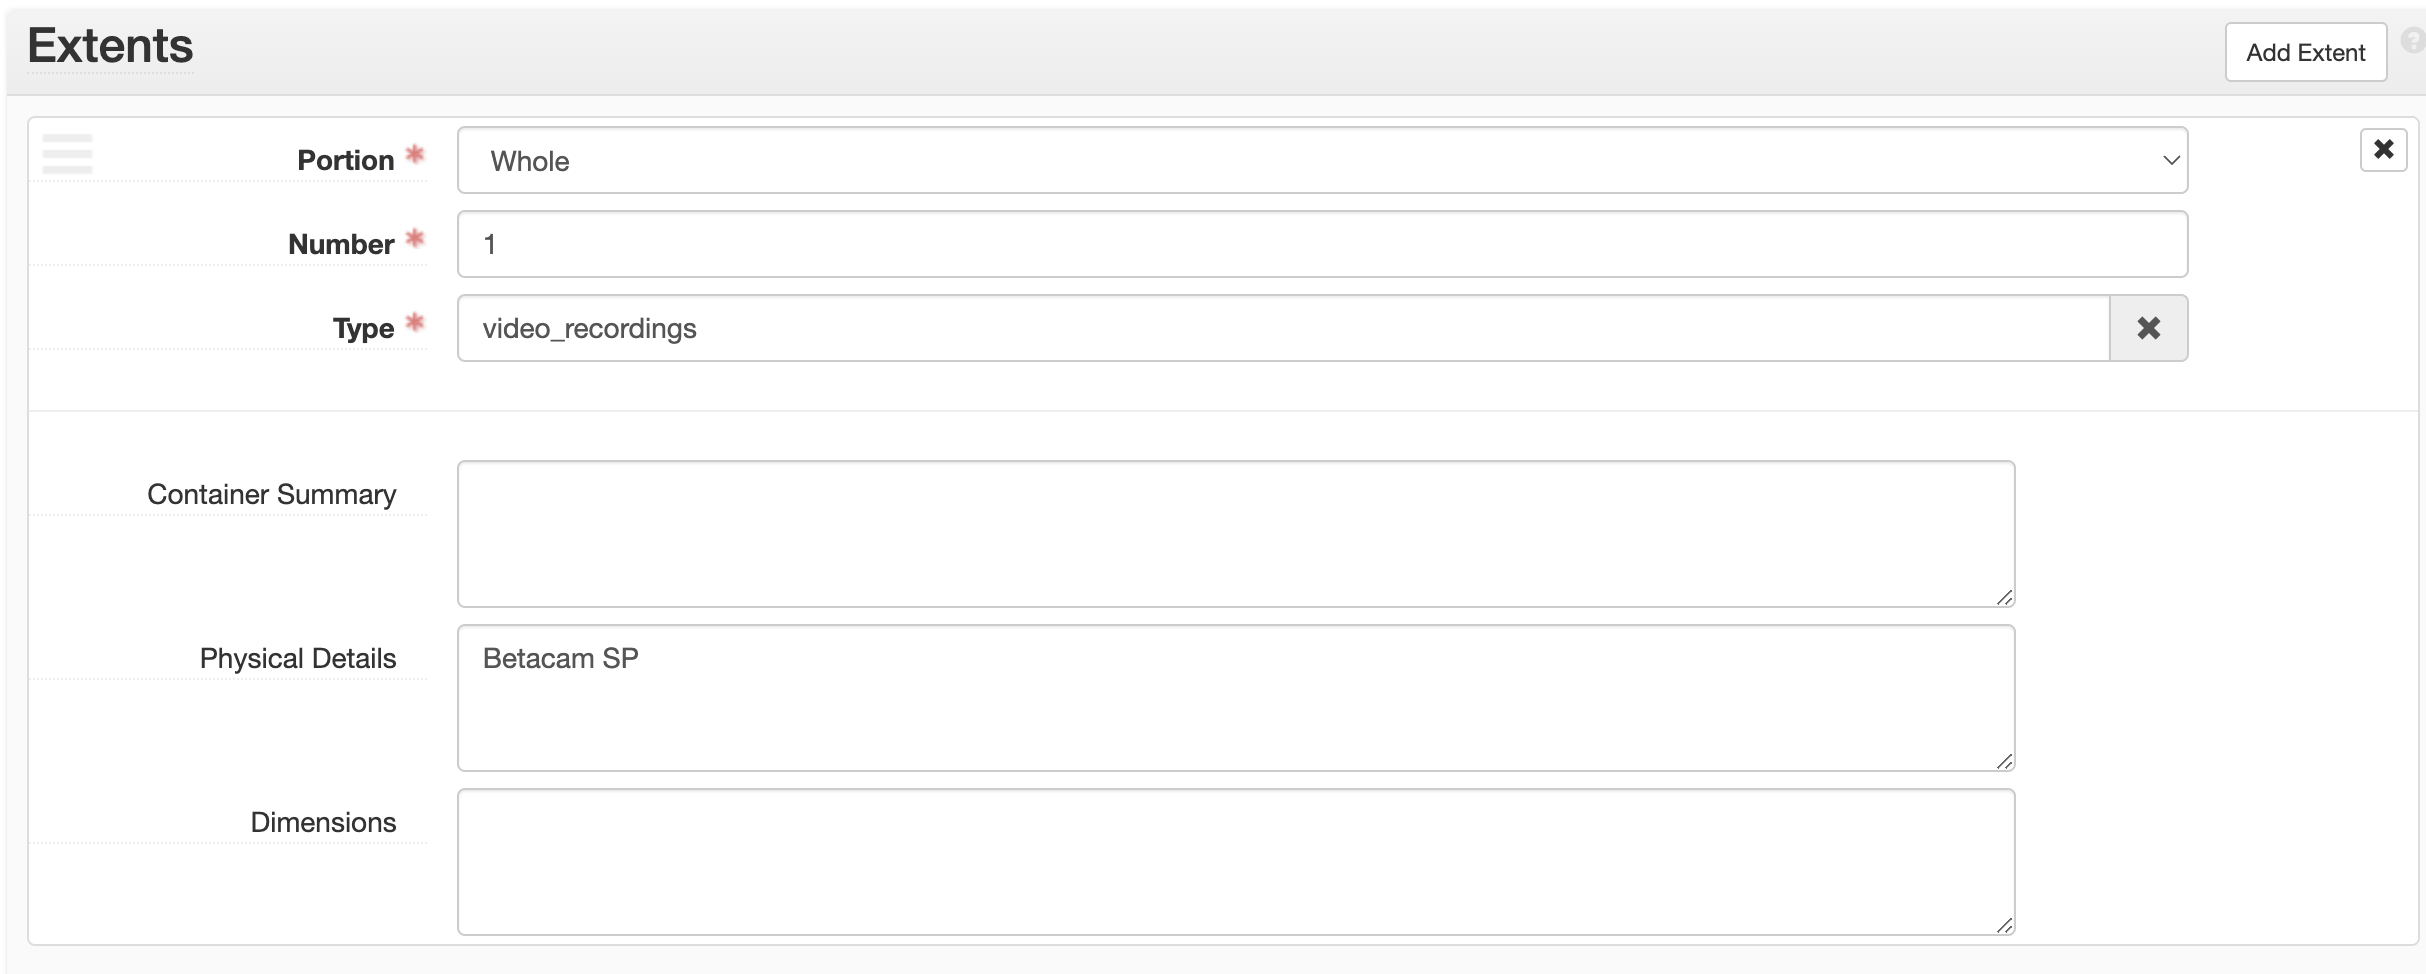 Extents
Add Extent
?
Portion *
Whole
Number *
1
Type *
video_recordings
Container Summary
Physical Details
Betacam SP
Dimensions